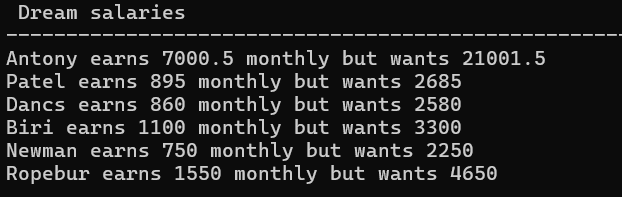 Dream salaries
--------------------------------------------------
Antony earns 7000.5 monthly but wants 21001.5
Patel earns 895 monthly but wants 2685
Dancs earns 860 monthly but wants 2580
Biri earns 1100 monthly but wants 3300
Newman earns 750 monthly but wants 2250
Ropebur earns 1550 monthly but wants 4650